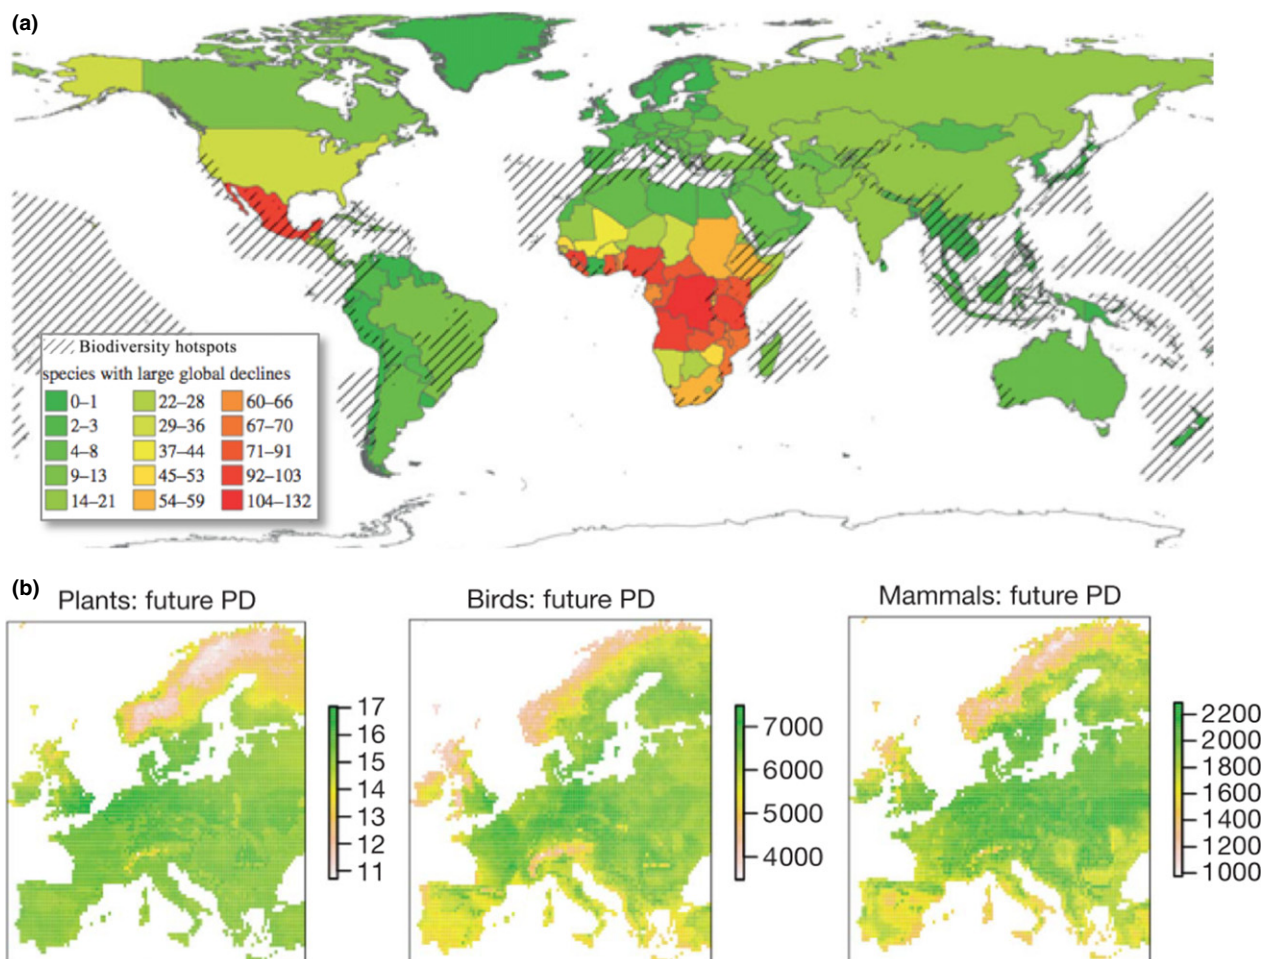 (a)
Biodiversity hotspots
species with large global declines
0–1 22–28 60–66
2–3 29–36 67–70
4–8 37–44 71–91
9–13 45–53 92–103
14–21 54–59 104–132
(b)
Plants: future PD
17
16
15
14
13
12
11
Birds: future PD
7000
6000
5000
4000
Mammals: future PD
2200
2000
1800
1600
1400
1200
1000